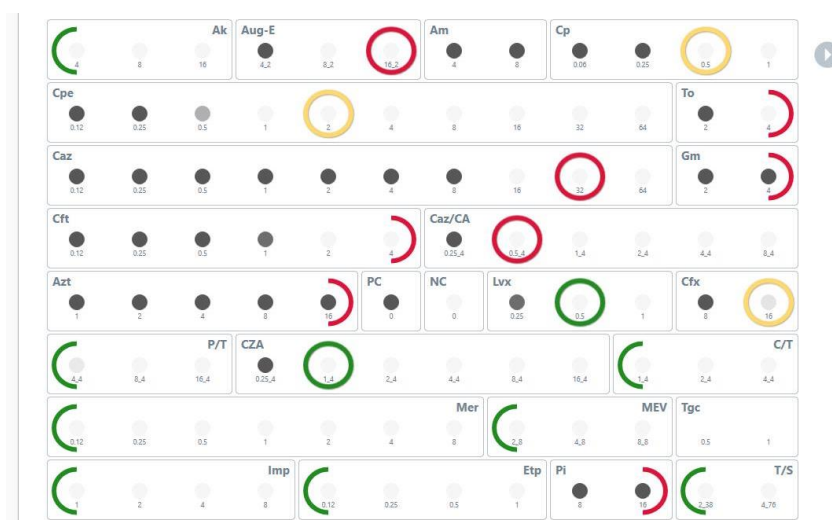 Ak Aug-E Am Cp
4 8 16 4_2 8_2 16_2 4 8 0.06 0.25 0.5 1
Cpe To
0.12 0.25 0.5 1 2 4 8 16 32 64 2 4
Caz Gm
0.12 0.25 0.5 1 2 4 8 16 32 64 2 4
Cft Caz/CA
0.12 0.25 0.5 1 2 4 0.25_4 0.5_4 1_4 2_4 4_4 8_4
Azt PC NC Lvx Cfx
1 2 4 8 16 0 0 0.25 0.5 1 8 16
P/T CZA C/T
4_4 8_4 16_4 0.25_4 1_4 2_4 4_4 8_4 16_4 1_4 2_4 4_4
Mer MEV Tgc
0.12 0.25 0.5 1 2 4 8 2_8 4_8 8_8 0.5 1
Imp Etp Pi T/S
1 2 4 8 0.12 0.25 0.5 1 8 16 2_38 4_76